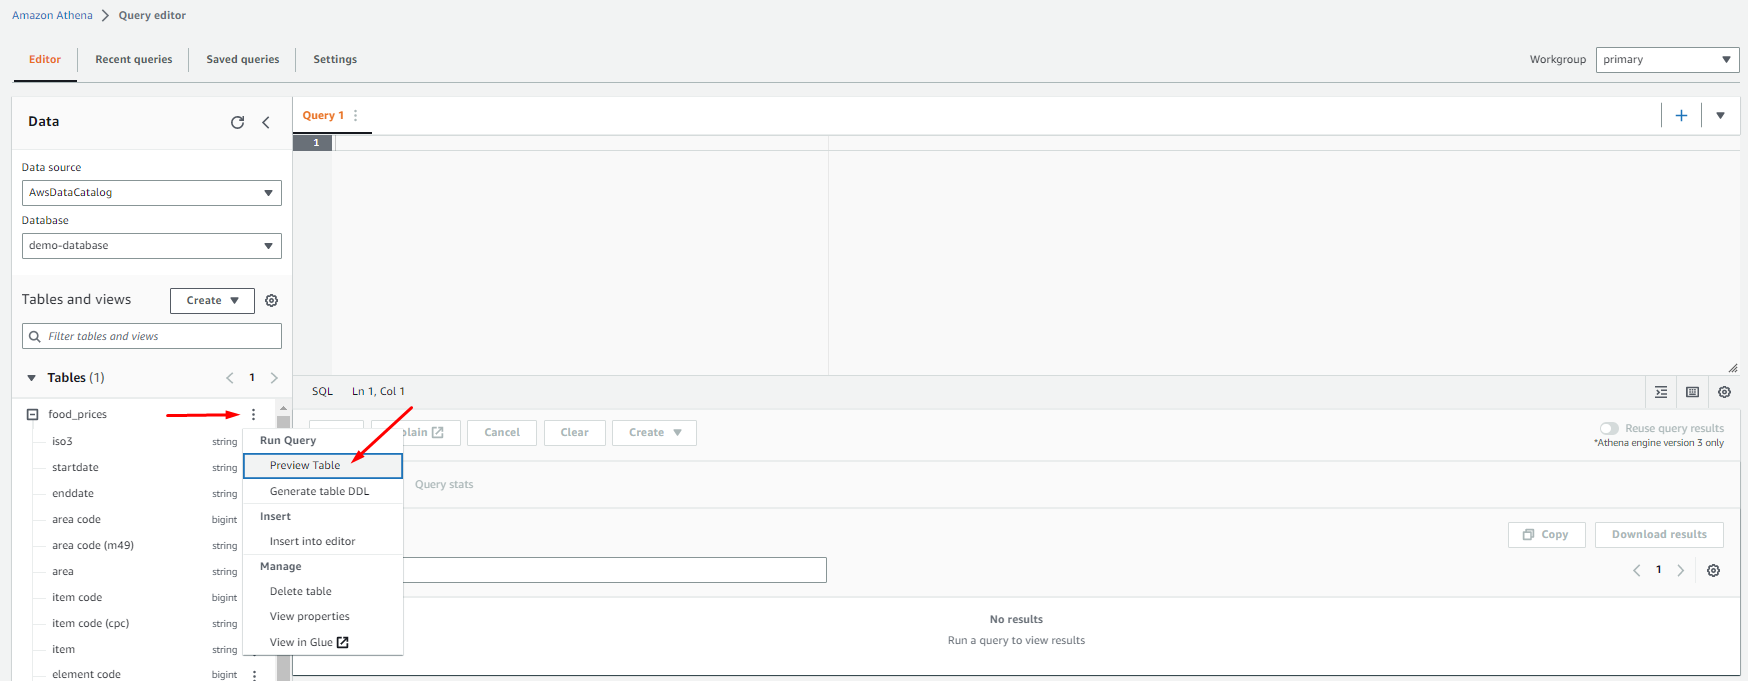 Amazon Athena > Query editor
Editor Recent queries Saved queries Settings
Workgroup primary
Data
Data source
AwsDataCatalog
Database
demo-database
Tables and views Create
Filter tables and views
Tables (1) 1
food_prices
iso3 string
startdate string
enddate string
area code bigint
area code (m49) string
area string
item code bigint
item code (cpc) string
item string
element code bigint
Run Query
Preview Table
Generate table DDL
Insert
Insert into editor
Manage
Delete table
View properties
View in Glue
Query 1
1
SQL Ln 1, Col 1
Cancel Clear Create
Reuse query results
*Athena engine version 3 only
Query stats
Copy Download results
1
No results
Run a query to view results